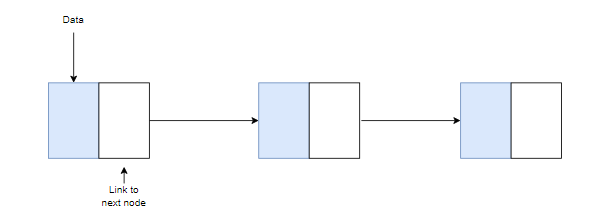 Data
Link to
next node